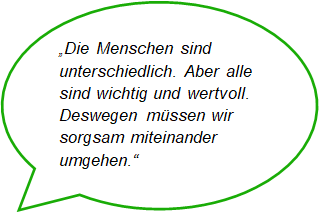 „Die Menschen sind
unterschiedlich. Aber alle
sind wichtig und wertvoll.
Deswegen müssen wir
sorgsam miteinander
umgehen.“